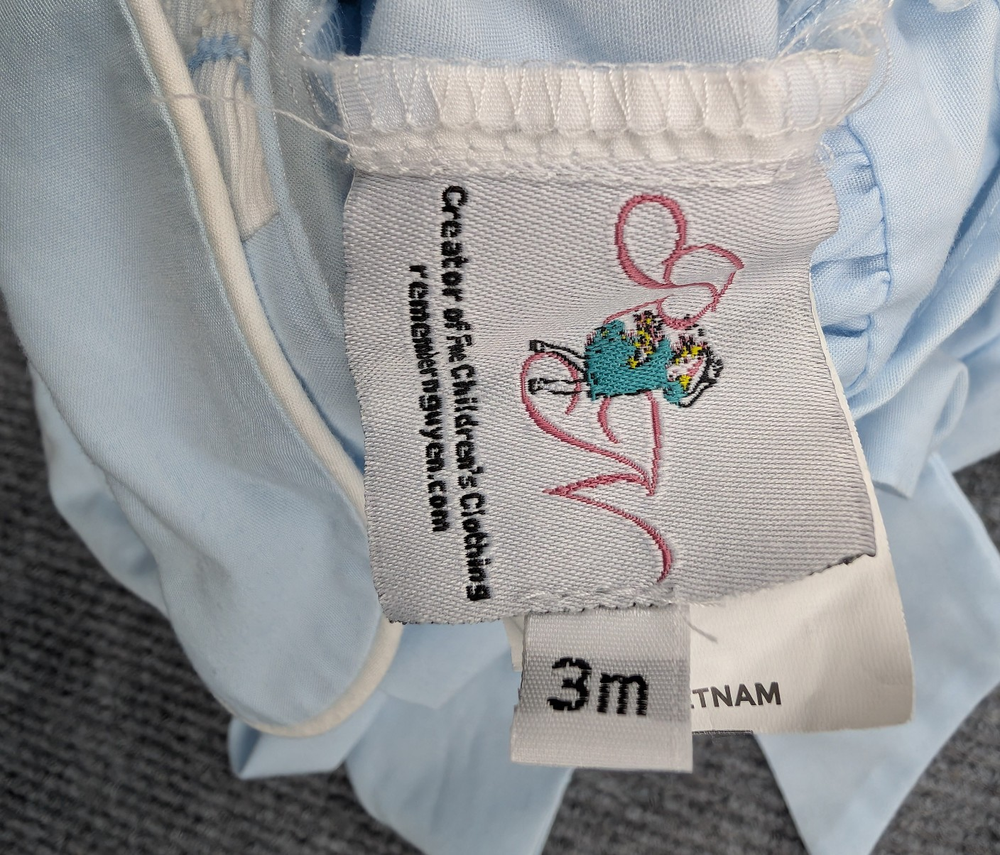 Creator of Fine Children's Clothing
remembernguyen.com
3m
TNAM